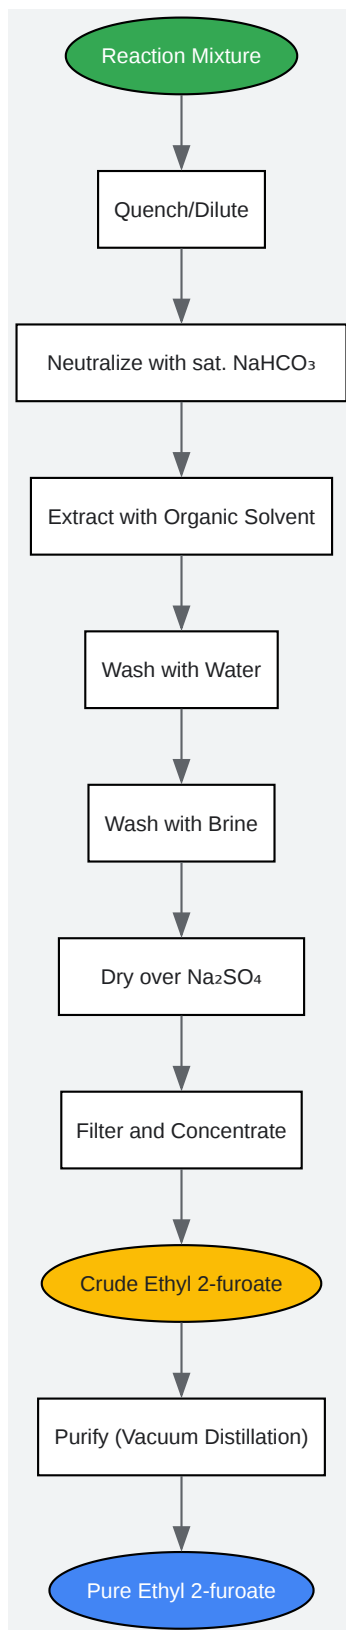 Reaction Mixture
Quench/Dilute
Neutralize with sat. NaHCO₃
Extract with Organic Solvent
Wash with Water
Wash with Brine
Dry over Na₂SO₄
Filter and Concentrate
Crude Ethyl 2-furoate
Purify (Vacuum Distillation)
Pure Ethyl 2-furoate